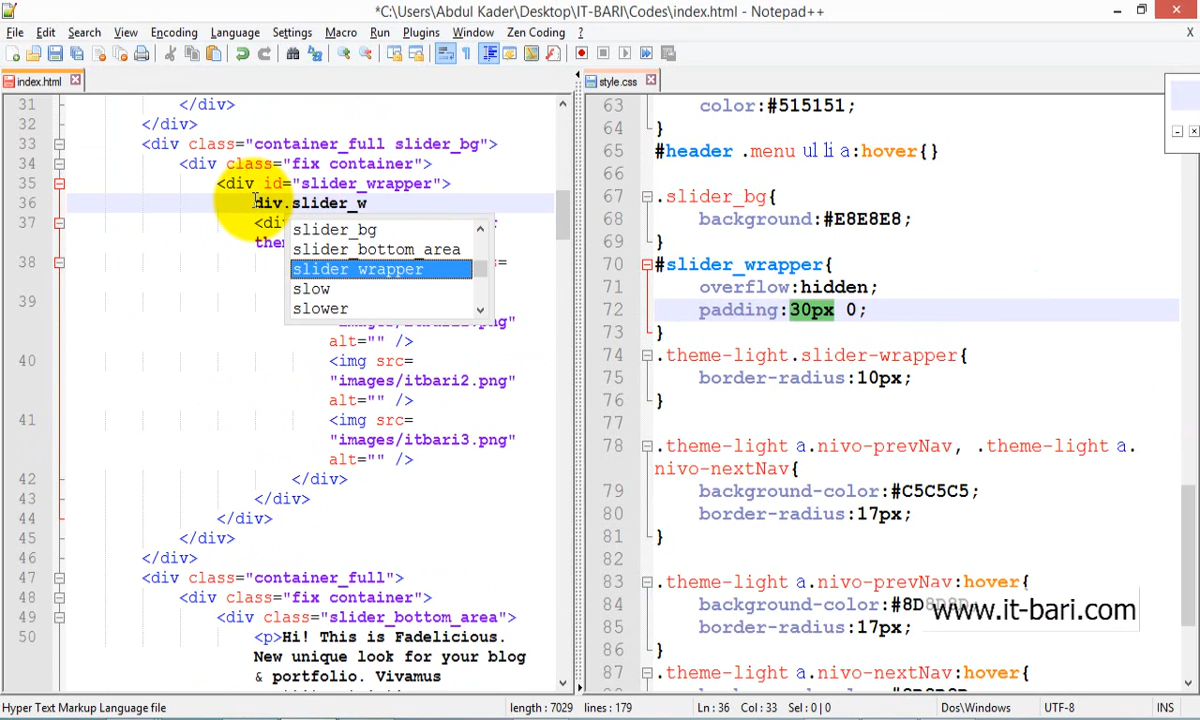 *C:\Users\Abdul Kader\Desktop\IT-BARI\Codes\index.html - Notepad++
File Edit Search View Encoding Language Settings Macro Run Plugins Window Zen Coding ? X
index.html
31 </div>
32 </div>
33 <div class="container_full slider_bg">
34 <div class="fix container">
35 <div id="slider_wrapper">
36 div.slider_w
37 <di
slider_bg
slider_bottom_area
slider_wrapper
slow
slower
38
39
alt="" />
40 <img src=
"images/itbari2.png"
alt="" />
41 <img src=
"images/itbari3.png"
alt="" />
42 </div>
43 </div>
44 </div>
45 </div>
46 </div>
47 <div class="container_full">
48 <div class="fix container">
49 <div class="slider_bottom_area">
50 <p>Hi! This is Fadelicious.
New unique look for your blog
& portfolio. Vivamus
style.css
63 color:#515151;
64 }
65 #header .menu ul li a:hover{}
66
67 .slider_bg{
68 background:#E8E8E8;
69 }
70 #slider_wrapper{
71 overflow:hidden;
72 padding:30px 0;
73 }
74 .theme-light.slider-wrapper{
75 border-radius:10px;
76 }
77
78 .theme-light a.nivo-prevNav, .theme-light a.
nivo-nextNav{
79 background-color:#C5C5C5;
80 border-radius:17px;
81 }
82
83 .theme-light a.nivo-prevNav:hover{
84 background-color:#8D8D8D;
www.it-bari.com
85 border-radius:17px;
86 }
87 .theme-light a.nivo-nextNav:hover{
Hyper Text Markup Language file length : 7029 lines : 179 Ln : 36 Col : 33 Sel : 0 | 0 Dos\Windows UTF-8 INS